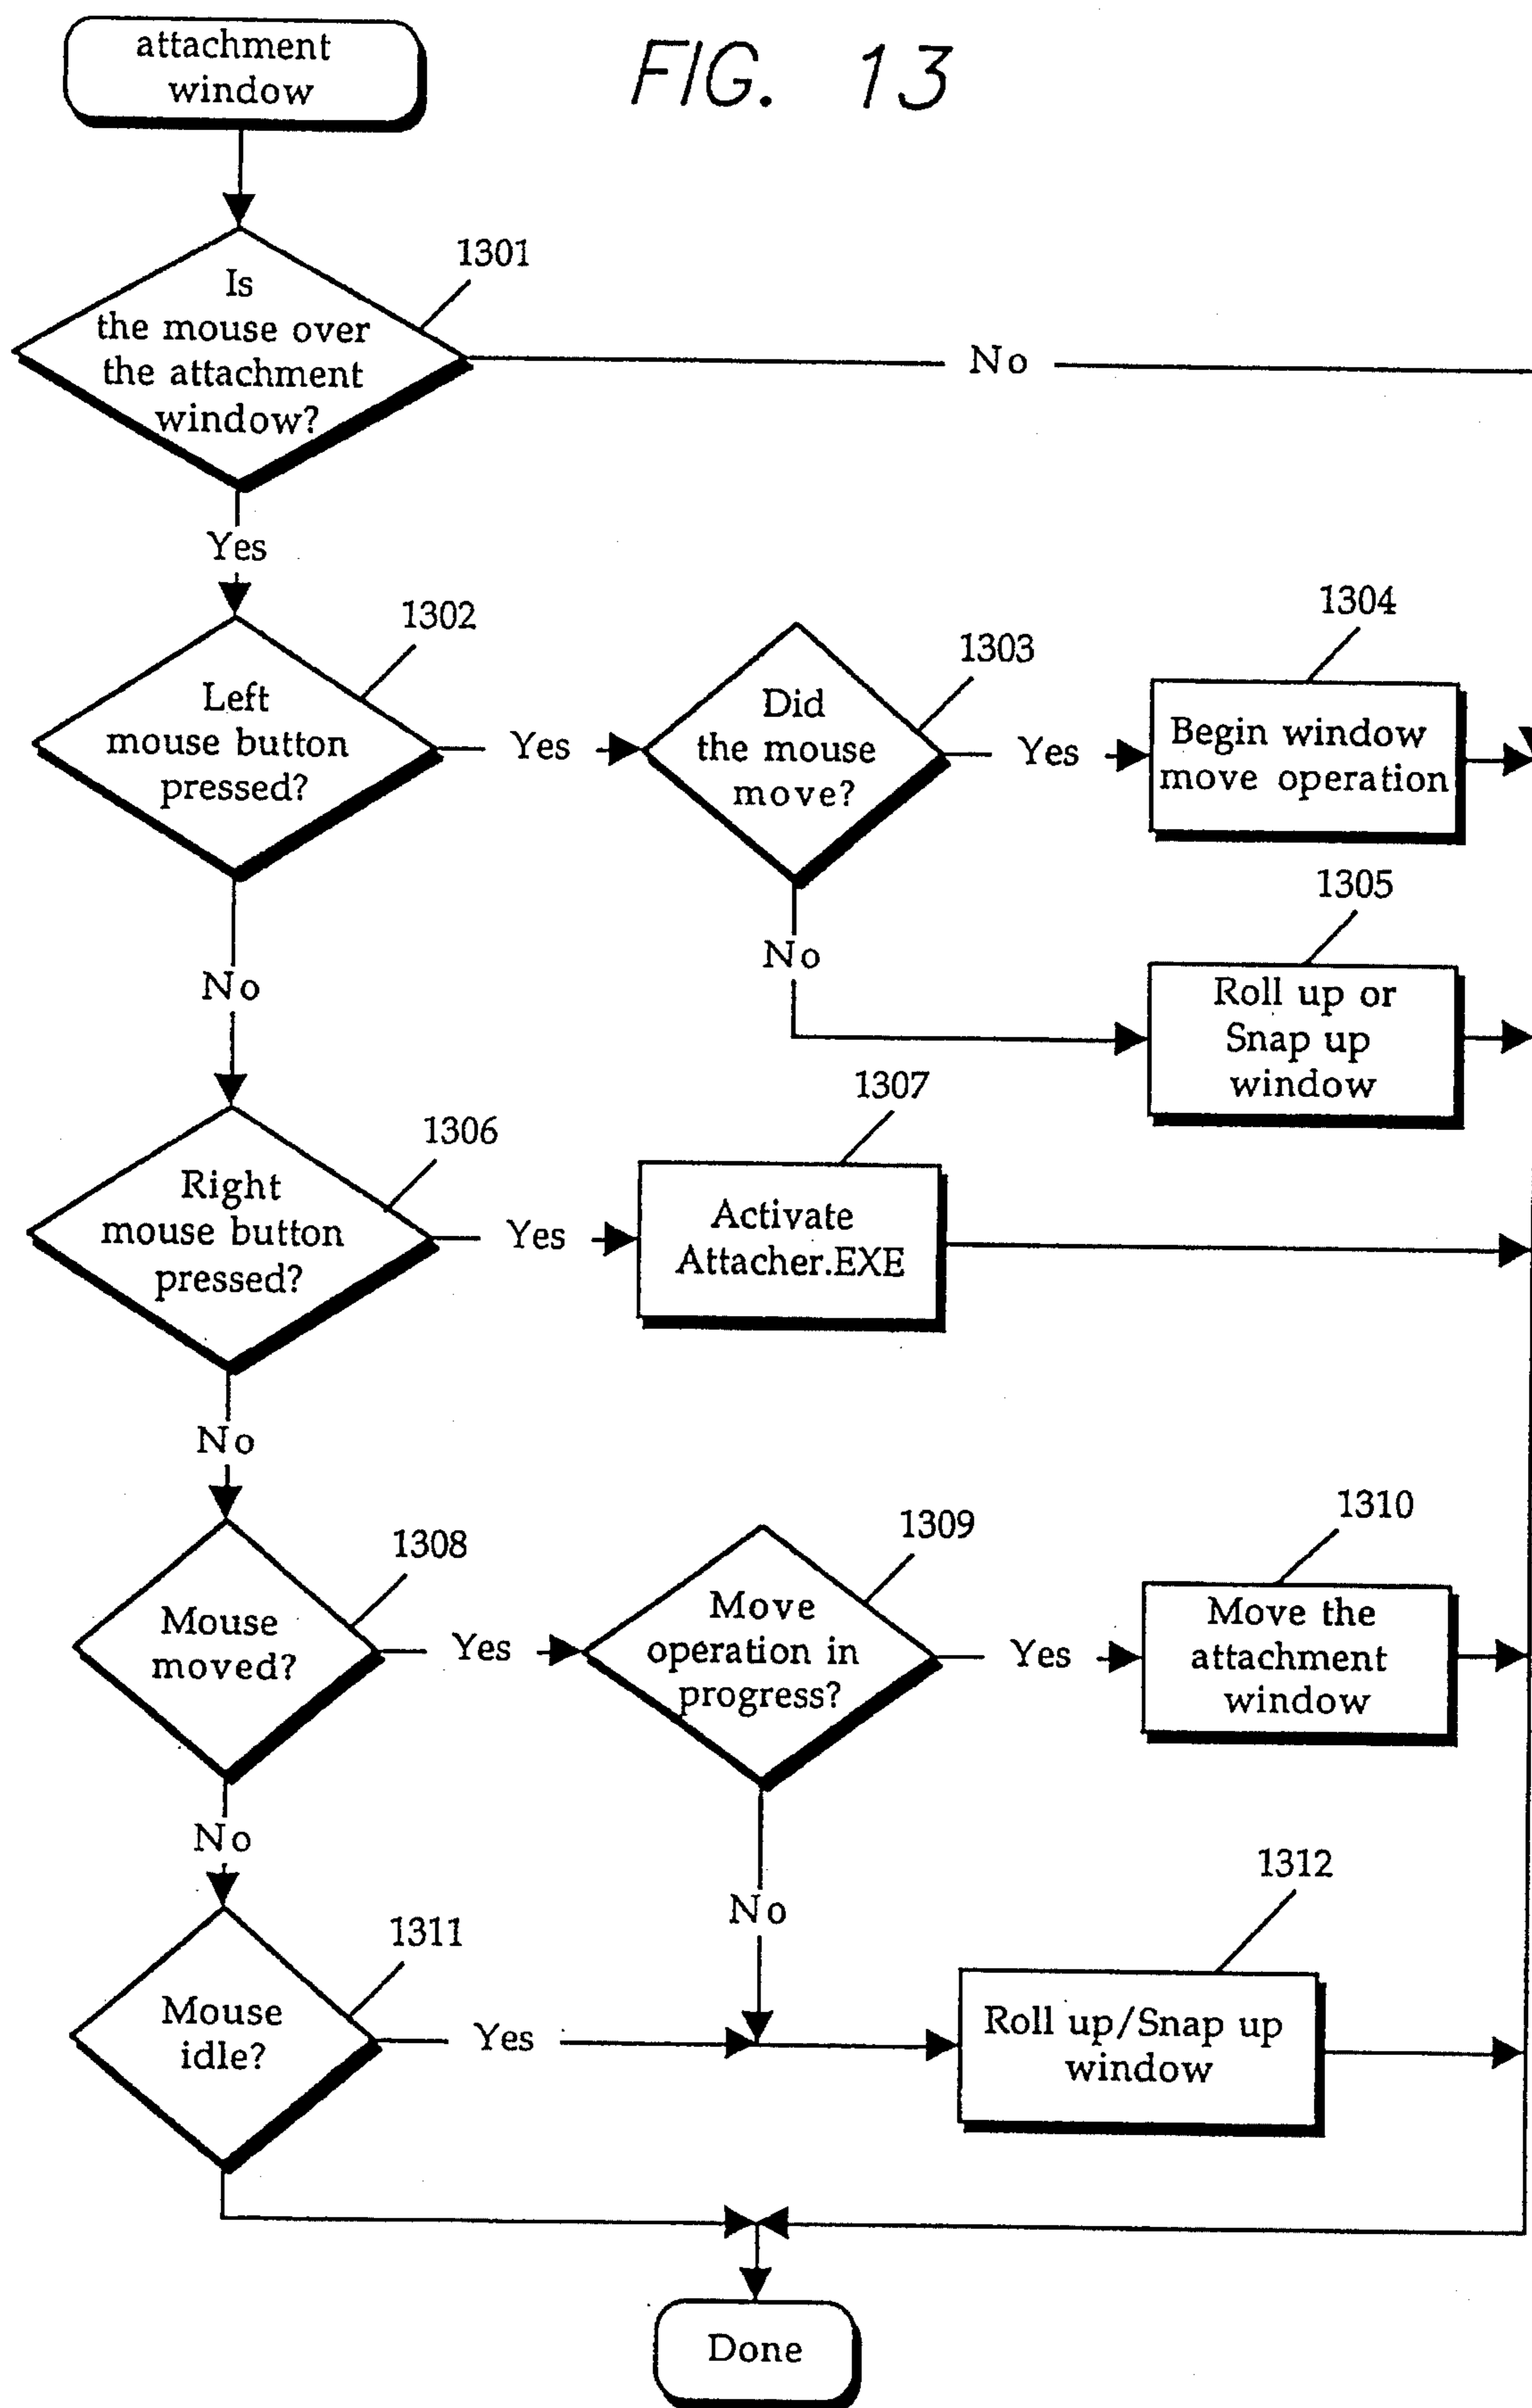 attachment
window
FIG. 13
1301
Is
the mouse over
the attachment
window?
No
Yes
1302
Left
mouse button
pressed?
Yes
1303
Did
the mouse
move?
Yes
1304
Begin window
move operation
No
1305
Roll up or
Snap up
window
No
1306
Right
mouse button
pressed?
Yes
1307
Activate
Attacher.EXE
No
1308
Mouse
moved?
Yes
1309
Move
operation in
progress?
Yes
1310
Move the
attachment
window
No
No
1311
Mouse
idle?
Yes
1312
Roll up/Snap up
window
Done